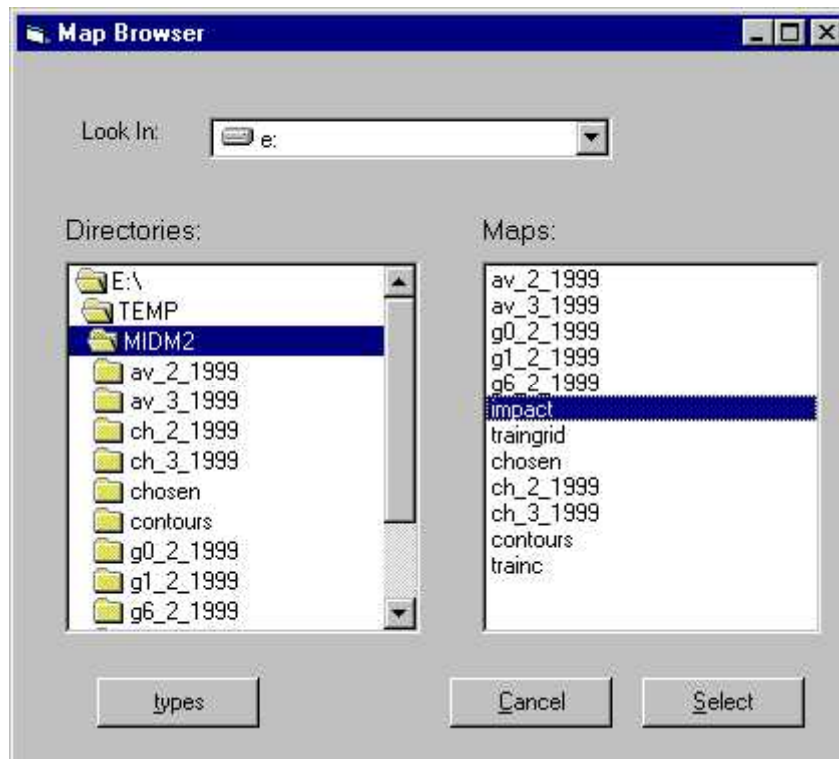 Map Browser
Look In:
e:
Directories:
E:\
TEMP
MIDM2
av_2_1999
av_3_1999
ch_2_1999
ch_3_1999
chosen
contours
g0_2_1999
g1_2_1999
g6_2_1999
Maps:
av_2_1999
av_3_1999
g0_2_1999
g1_2_1999
g6_2_1999
impact
traingrid
chosen
ch_2_1999
ch_3_1999
contours
trainc
types
Cancel
Select